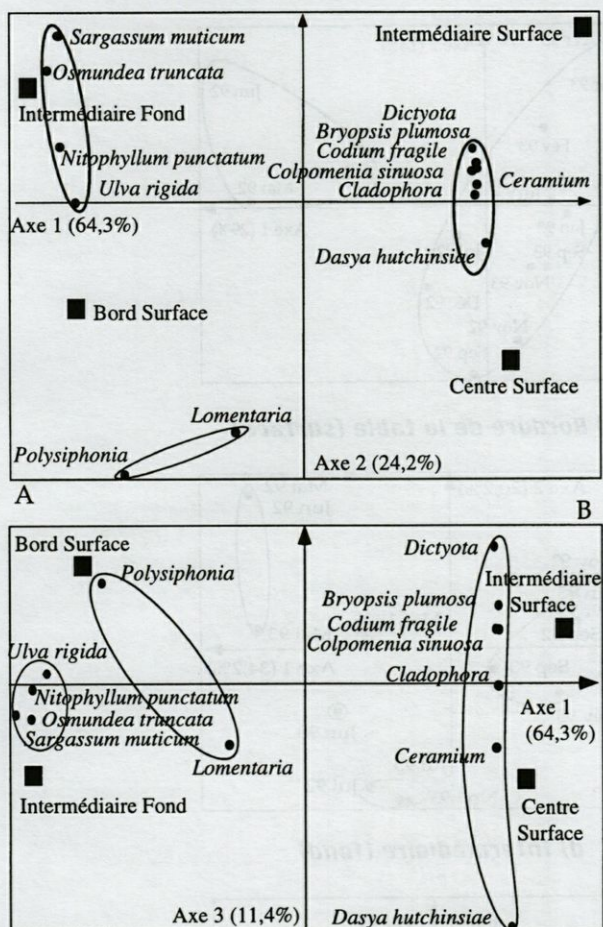 Sargassum muticum
Intermédiaire Surface
Osmundea truncata
Intermédiaire Fond
Dictyota
Bryopsis plumosa
Codium fragile
Nitophyllum punctatum
Colpomenia sinuosa
Ceramium
Ulva rigida
Cladophora
Axe 1 (64,3%)
Dasya hutchinsiae
Bord Surface
Centre Surface
Lomentaria
Polysiphonia
Axe 2 (24,2%)
A
B
Bord Surface
Polysiphonia
Dictyota
Intermédiaire
Surface
Bryopsis plumosa
Codium fragile
Colpomenia sinuosa
Ulva rigida
Nitophyllum punctatum
Cladophora
Osmundea truncata
Axe 1
(64,3%)
Sargassum muticum
Ceramium
Lomentaria
Intermédiaire Fond
Centre
Surface
Axe 3 (11,4%)
Dasya hutchinsiae